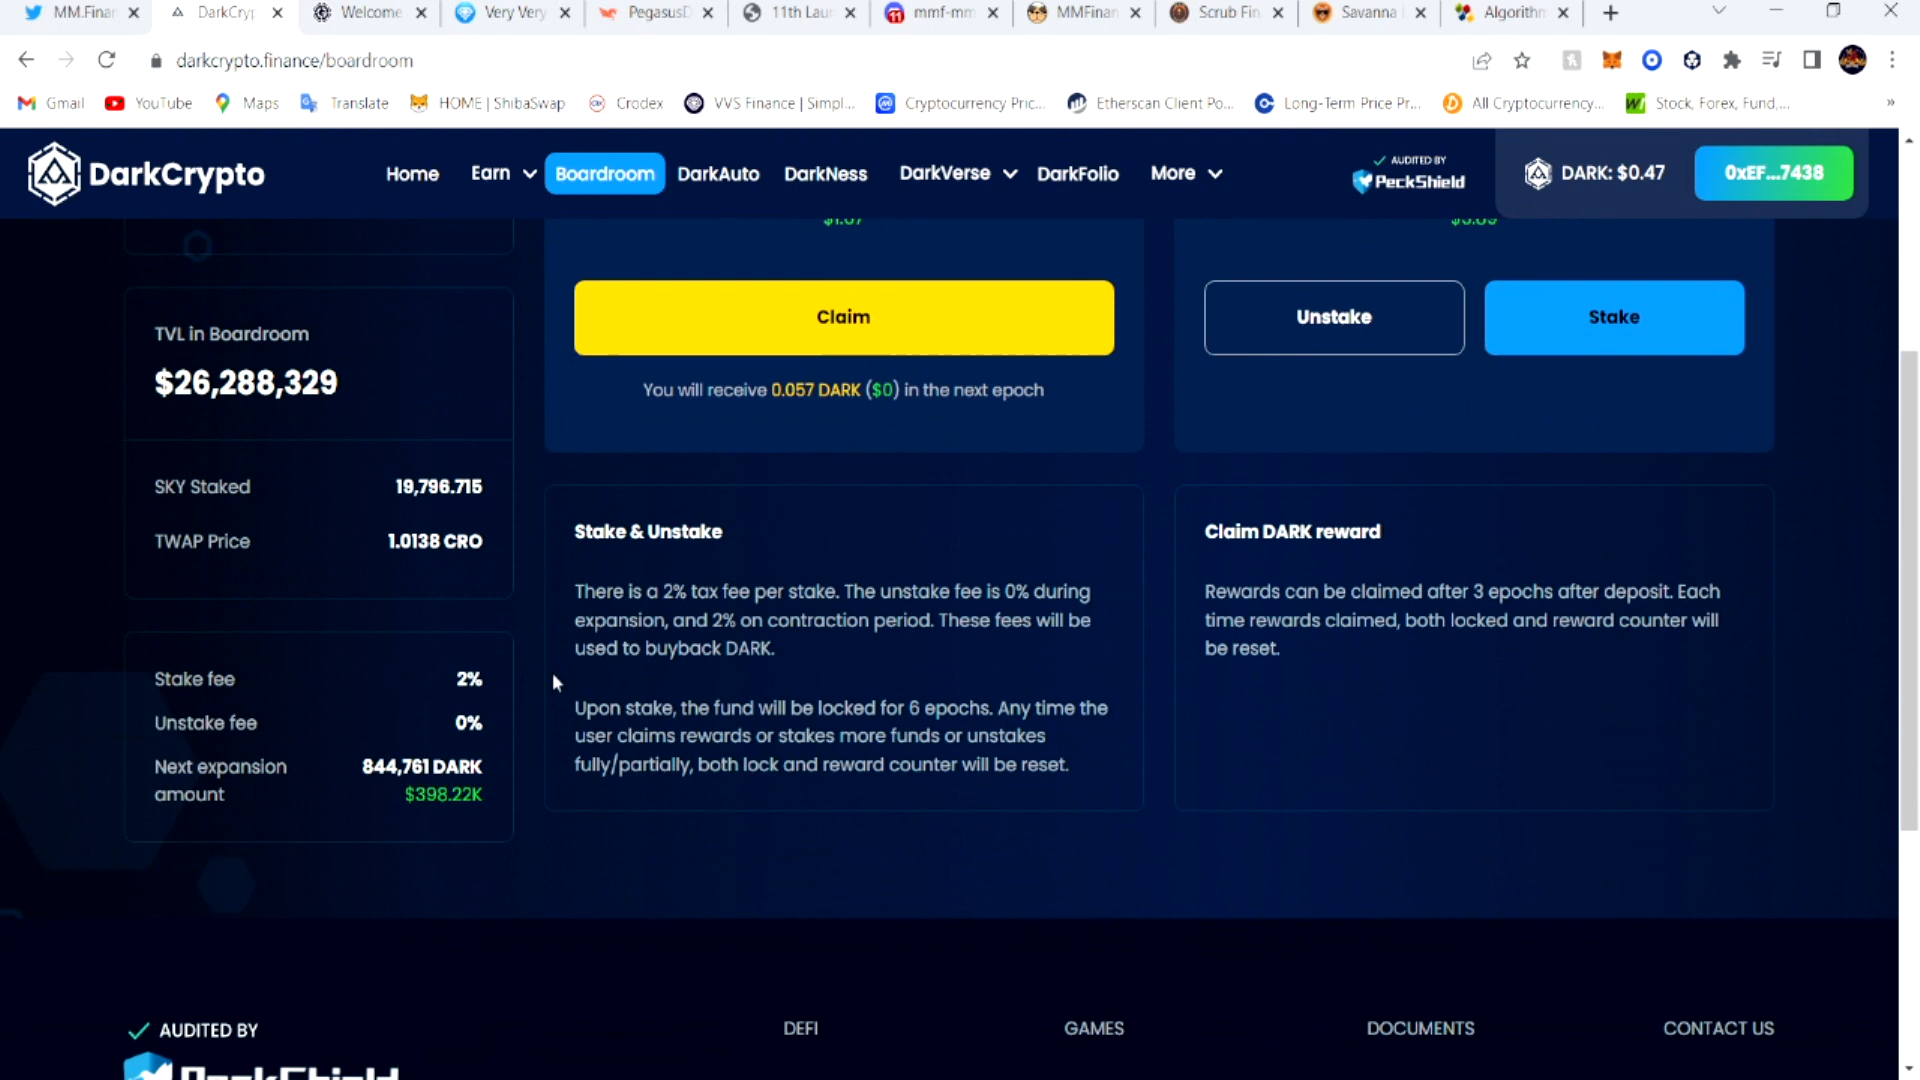 MM.Finan
DarkCryp
Welcome
Very Very
PegasusD
11th Laun
mmf-mm
MMFinan
Scrub Fin
Savanna
Algorithm
darkcrypto.finance/boardroom
Gmail
YouTube
Maps
Translate
HOME | ShibaSwap
Crodex
VVS Finance | Simpl...
Cryptocurrency Pric...
Etherscan Client Po...
Long-Term Price Pr...
All Cryptocurrency...
Stock, Forex, Fund,...
»
DarkCrypto
Home
Earn
Boardroom
DarkAuto
DarkNess
DarkVerse
DarkFolio
More
AUDITED BY
PeckShield
DARK: $0.47
0xEF...7438
Claim
Unstake
Stake
You will receive 0.057 DARK ($0) in the next epoch
TVL in Boardroom
$26,288,329
SKY Staked 19,796.715
TWAP Price 1.0138 CRO
Stake fee 2%
Unstake fee 0%
Next expansion 844,761 DARK
amount $398.22K
Stake & Unstake
There is a 2% tax fee per stake. The unstake fee is 0% during
expansion, and 2% on contraction period. These fees will be
used to buyback DARK.
Upon stake, the fund will be locked for 6 epochs. Any time the
user claims rewards or stakes more funds or unstakes
fully/partially, both lock and reward counter will be reset.
Claim DARK reward
Rewards can be claimed after 3 epochs after deposit. Each
time rewards claimed, both locked and reward counter will
be reset.
AUDITED BY
PeckShield
DEFI
GAMES
DOCUMENTS
CONTACT US